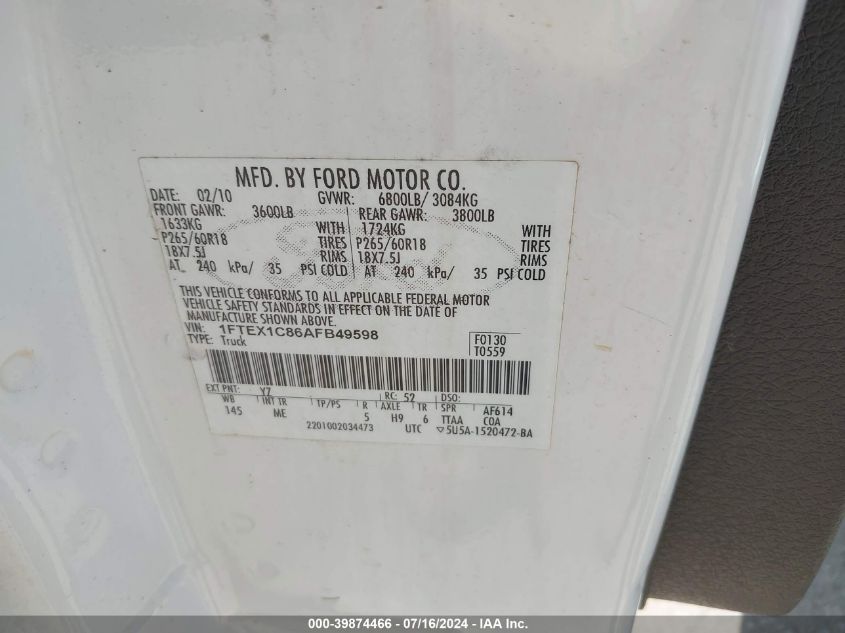 MFD. BY FORD MOTOR CO.
DATE: 02/10 GVWR: 6800LB/ 3084KG
FRONT GAWR: 3600LB REAR GAWR: 3800LB
1633KG WITH 1724KG WITH
P265/60R18 TIRES P265/60R18 TIRES
18X7.5J RIMS 18X7.5J RIMS
AT 240 kPa/ 35 PSI COLD AT 240 kPa/ 35 PSI COLD
THIS VEHICLE CONFORMS TO ALL APPLICABLE FEDERAL MOTOR
VEHICLE SAFETY STANDARDS IN EFFECT ON THE DATE OF
MANUFACTURE SHOWN ABOVE.
VIN: 1FTEX1C86AFB49598 F0130
TYPE: Truck T0559
EXT PNT: YZ RC: 52 DSO:
WB INT TR TP/PS R AXLE TR SPR AF614
145 ME 5 H9 6 TTAA COA
2201002034473 UTC ▽5U5A-1520472-BA
000-39874466 - 07/16/2024 - IAA Inc.